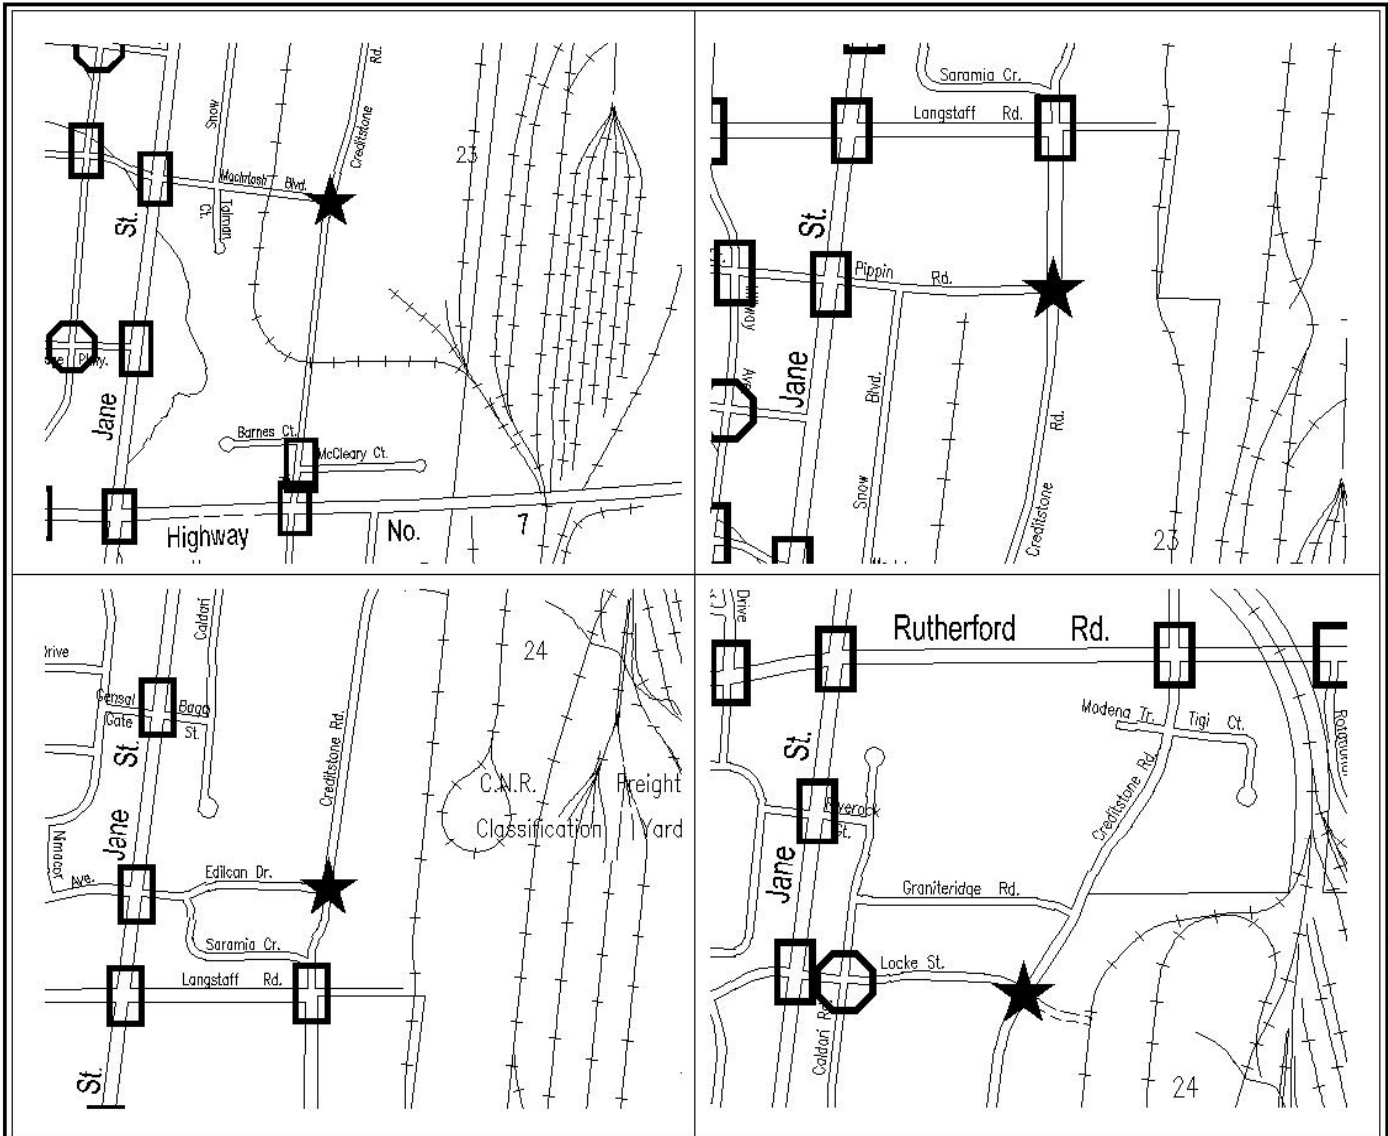 Rd.
Snow
Creditstone
23
MacIntosh Blvd.
Talman
Ct.
St.
Pkwy.
Jane
Barnes Ct.
McCleary Ct.
Highway No. 7
Saramia Cr.
Langstaff Rd.
St.
Pippin Rd.
Ave
Jane
Blvd.
Rd.
Snow
Creditstone
23
Caldari
24
Drive
Gensal
Gate
Bago
St.
St.
Creditstone Rd.
C.N.R. Freight
Classification Yard
Jane
Ave.
Edilcan Dr.
Saramia Cr.
Langstaff Rd.
St.
Drive
Rutherford Rd.
Modena Tr.
Tigi Ct.
St.
Creditstone Rd.
Riverock
St.
Jane
Graniteridge Rd.
Locke St.
Caldari Rd.
24